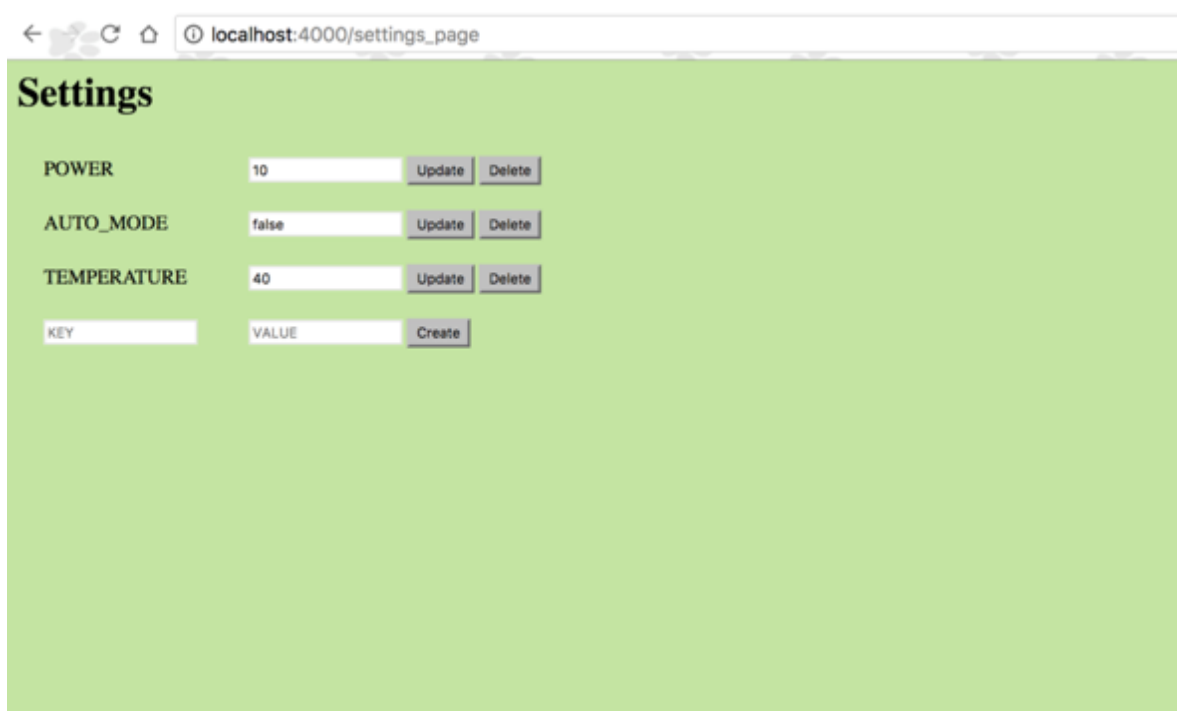 localhost:4000/settings_page
Settings
POWER 10 Update Delete
AUTO_MODE false Update Delete
TEMPERATURE 40 Update Delete
KEY VALUE Create